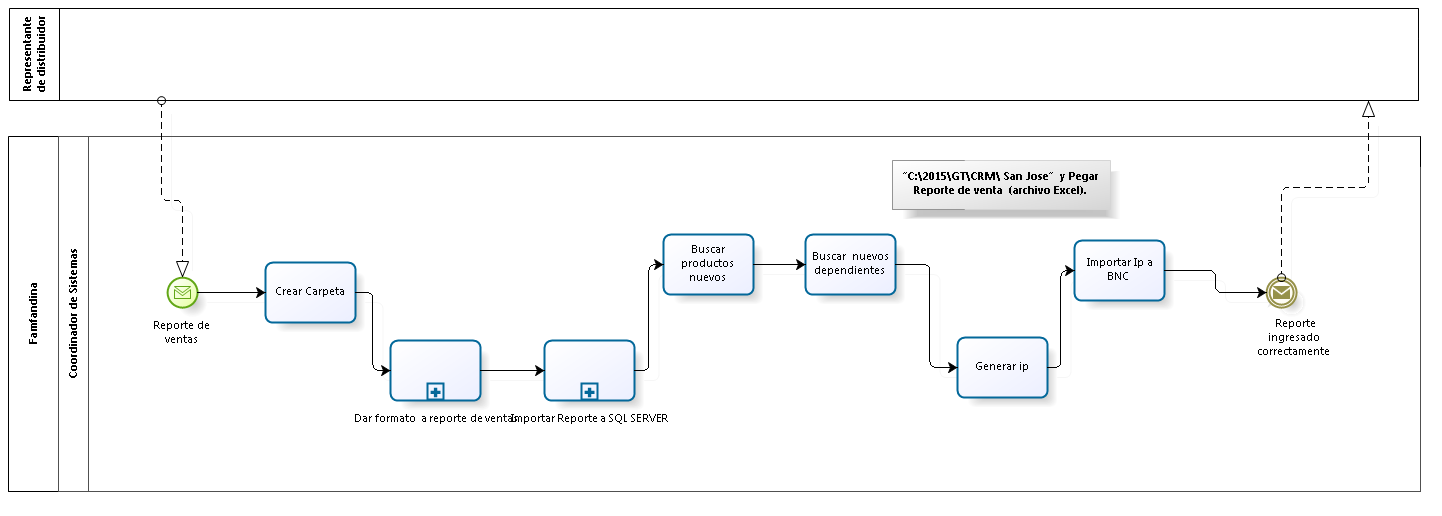 Representante
de distribuidor
Famfandina
Coordinador de Sistemas
Reporte de
ventas
Crear Carpeta
Dar formato a reporte de ventas
Importar Reporte a SQL SERVER
Buscar
productos
nuevos
Buscar nuevos
dependientes
"C:\2015\GT\CRM\ San Jose" y Pegar
Reporte de venta (archivo Excel).
Generar ip
Importar Ip a
BNC
Reporte
ingresado
correctamente